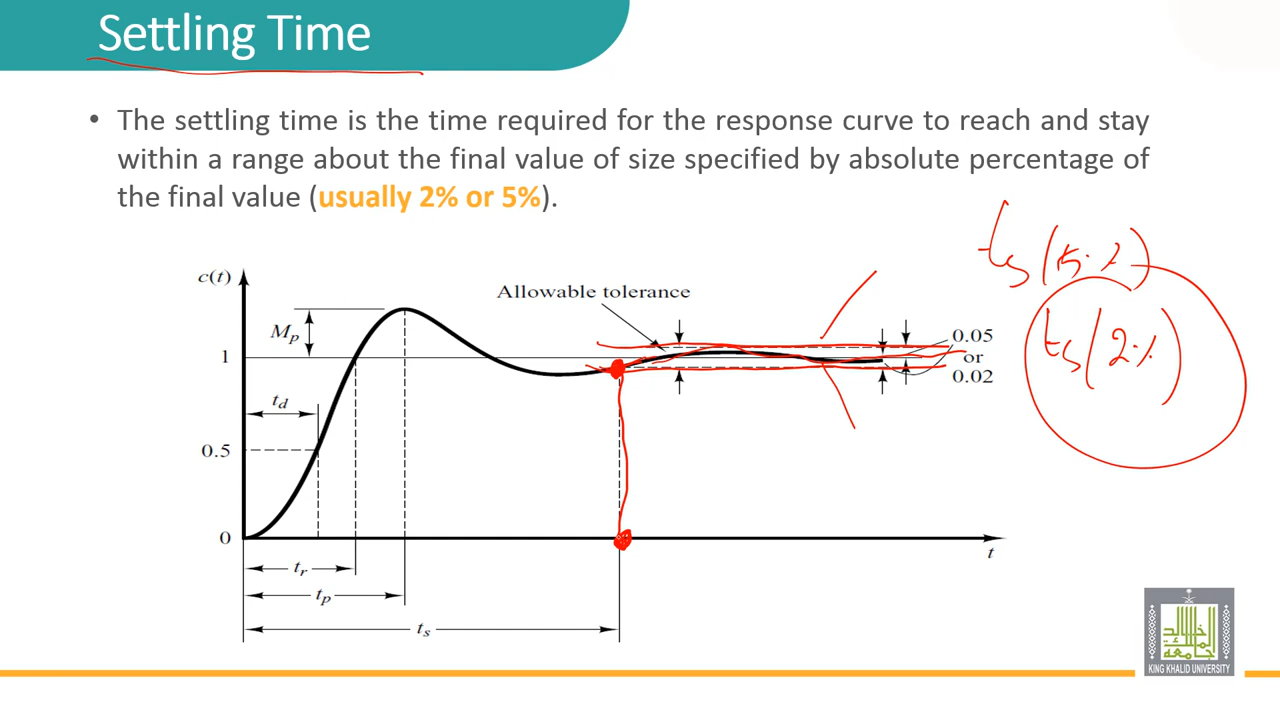 Settling Time
• The settling time is the time required for the response curve to reach and stay
within a range about the final value of size specified by absolute percentage of
the final value (usually 2% or 5%).
c(t)
Allowable tolerance
Mp
1
0.05
or
0.02
td
0.5
0
t
tr
tp
ts
ts (5%)
ts (2%)
جامعة الملك خالد
KING KHALID UNIVERSITY